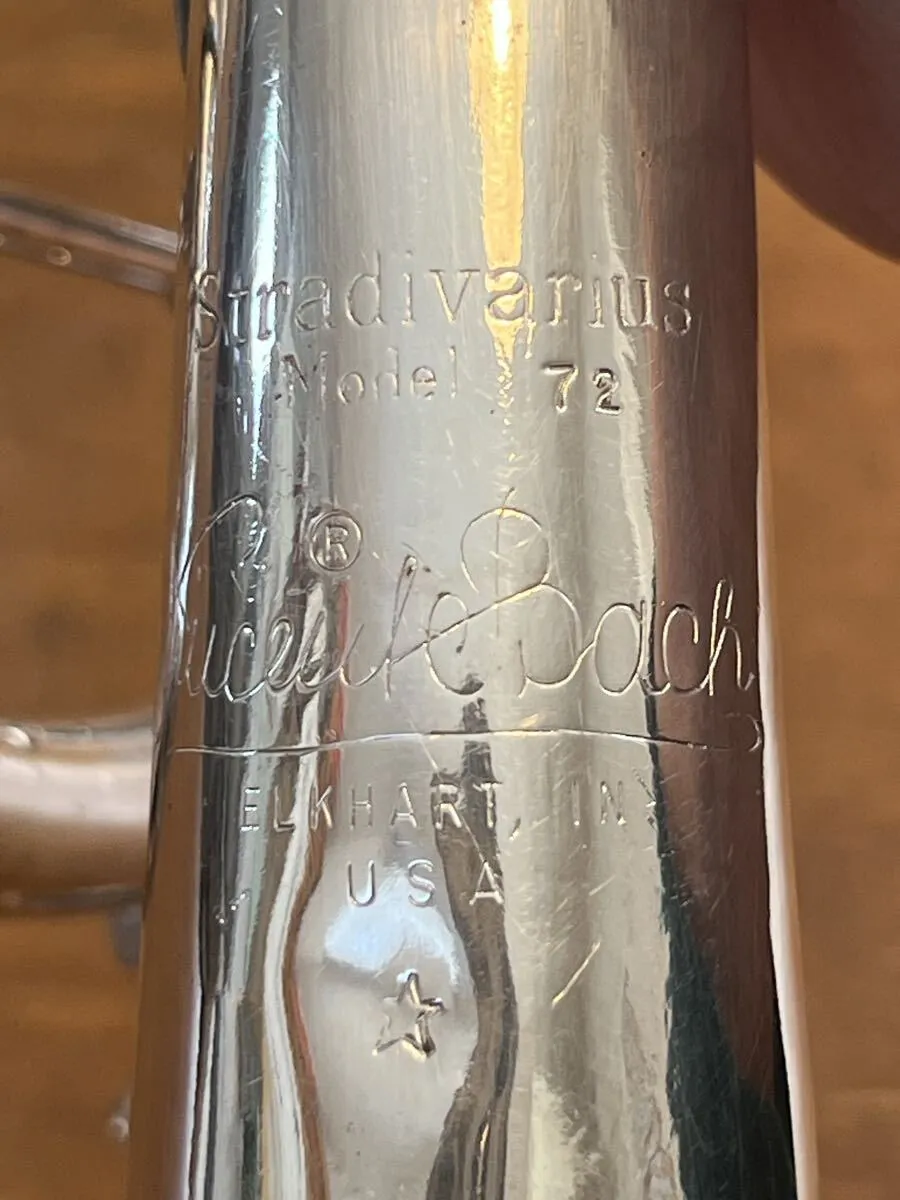 Stradivarius
Model 72
®
Vincent Bach
ELKHART, IN
USA